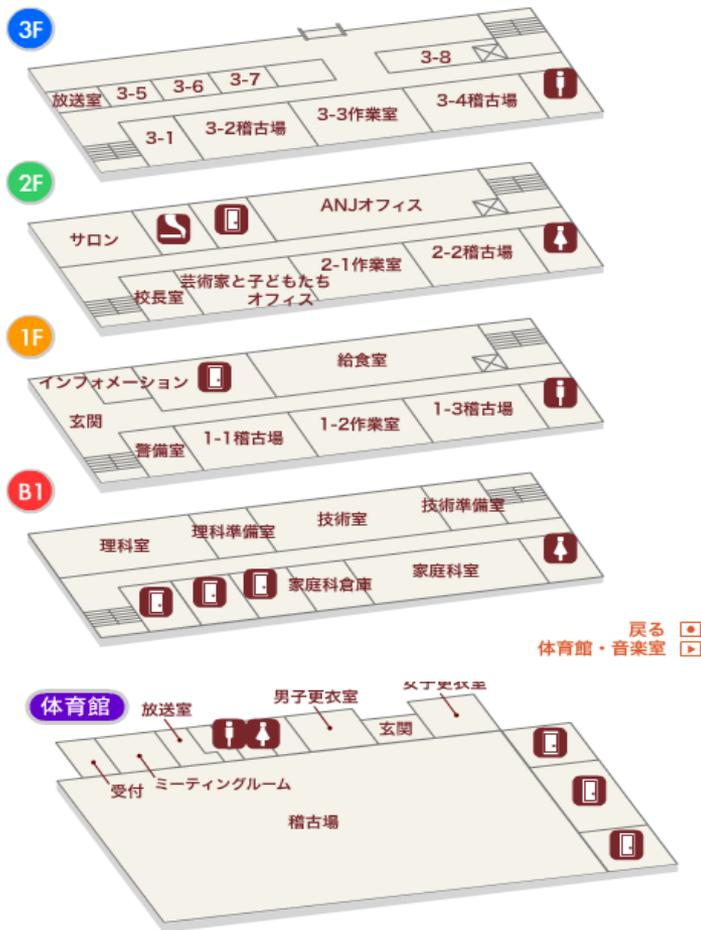 3F
3-8
放送室
3-5
3-6
3-7
3-1
3-2稽古場
3-3作業室
3-4稽古場
2F
サロン
ANJオフィス
校長室
芸術家と子どもたち
オフィス
2-1作業室
2-2稽古場
1F
インフォメーション
給食室
玄関
警備室
1-1稽古場
1-2作業室
1-3稽古場
B1
理科室
理科準備室
技術室
技術準備室
家庭科倉庫
家庭科室
戻る
体育館・音楽室
体育館
放送室
男子更衣室
女子更衣室
玄関
受付
ミーティングルーム
稽古場